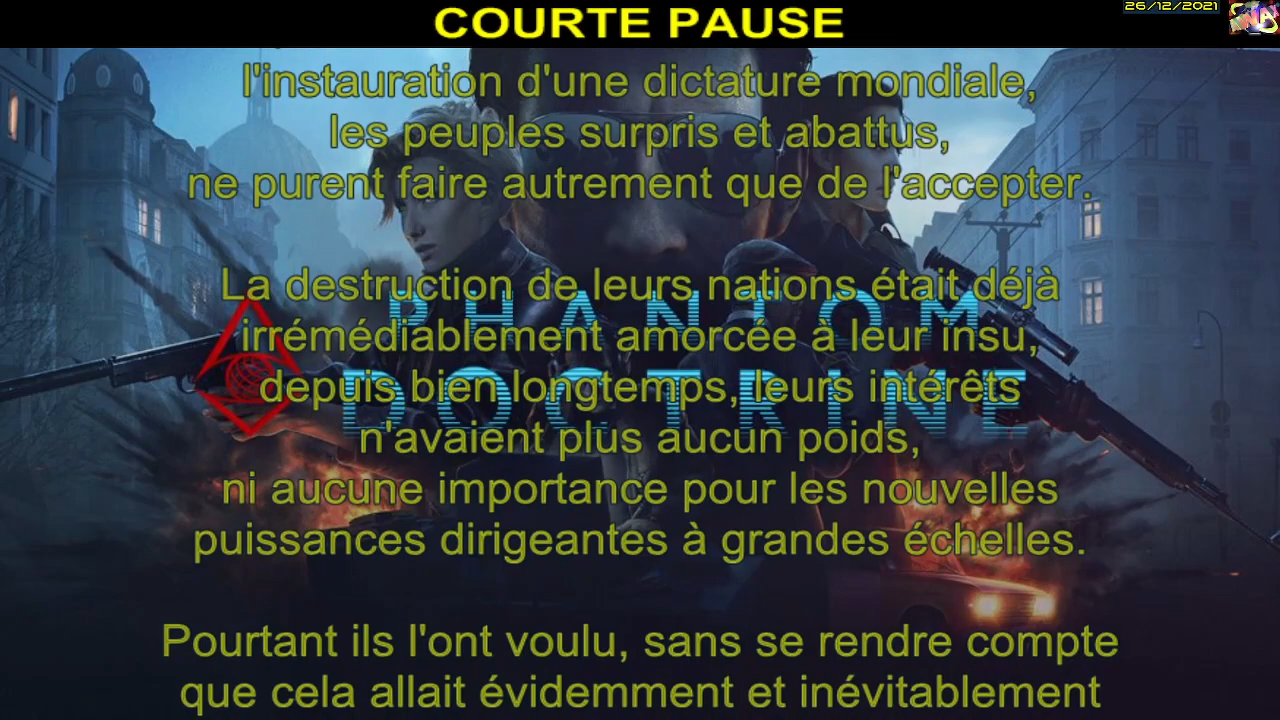 COURTE PAUSE
26/12/2021
l'instauration d'une dictature mondiale,
les peuples surpris et abattus,
ne purent faire autrement que de l'accepter.
La destruction de leurs nations était déjà
PHANTOM
irrémédiablement amorcée à leur insu,
depuis bien longtemps, leurs intérêts
DOCTRINE
n'avaient plus aucun poids,
ni aucune importance pour les nouvelles
puissances dirigeantes à grandes échelles.
Pourtant ils l'ont voulu, sans se rendre compte
que cela allait évidemment et inévitablement